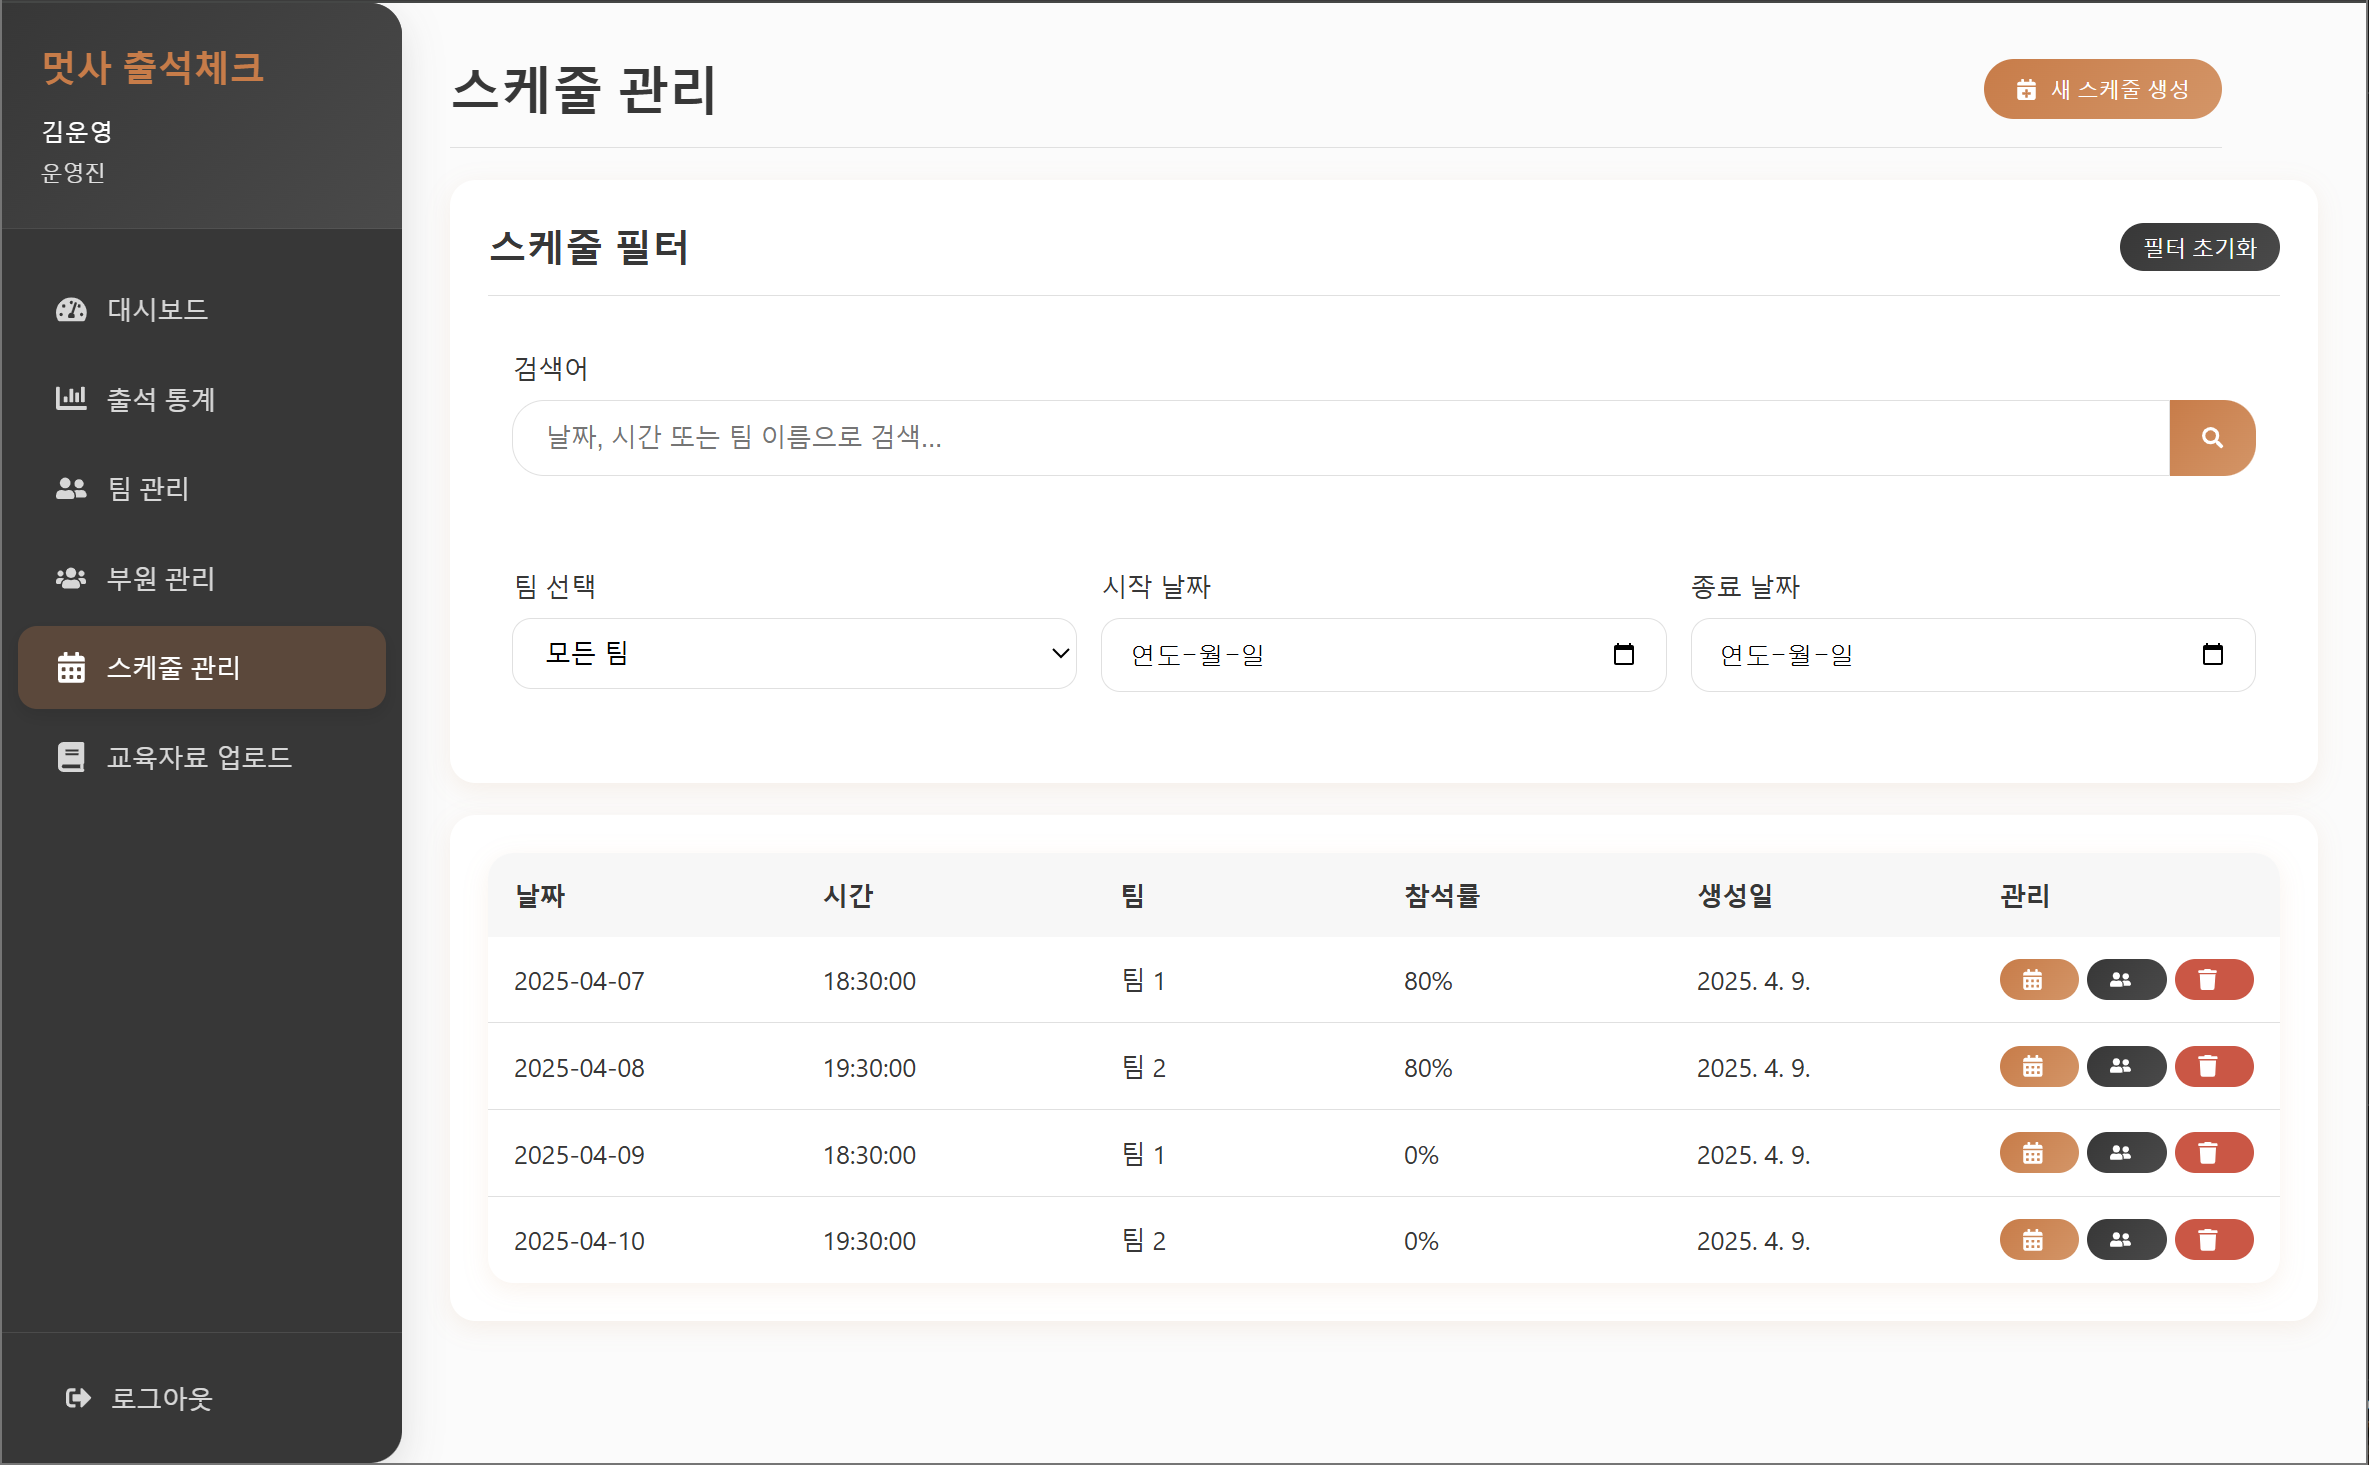 멋사 출석체크
김운영
운영진
대시보드
출석 통계
팀 관리
부원 관리
스케줄 관리
교육자료 업로드
로그아웃
스케줄 관리
새 스케줄 생성
스케줄 필터
필터 초기화
검색어
날짜, 시간 또는 팀 이름으로 검색...
팀 선택 시작 날짜 종료 날짜
모든 팀 연도-월-일 연도-월-일
날짜 시간 팀 참석률 생성일 관리
2025-04-07 18:30:00 팀 1 80% 2025. 4. 9.
2025-04-08 19:30:00 팀 2 80% 2025. 4. 9.
2025-04-09 18:30:00 팀 1 0% 2025. 4. 9.
2025-04-10 19:30:00 팀 2 0% 2025. 4. 9.